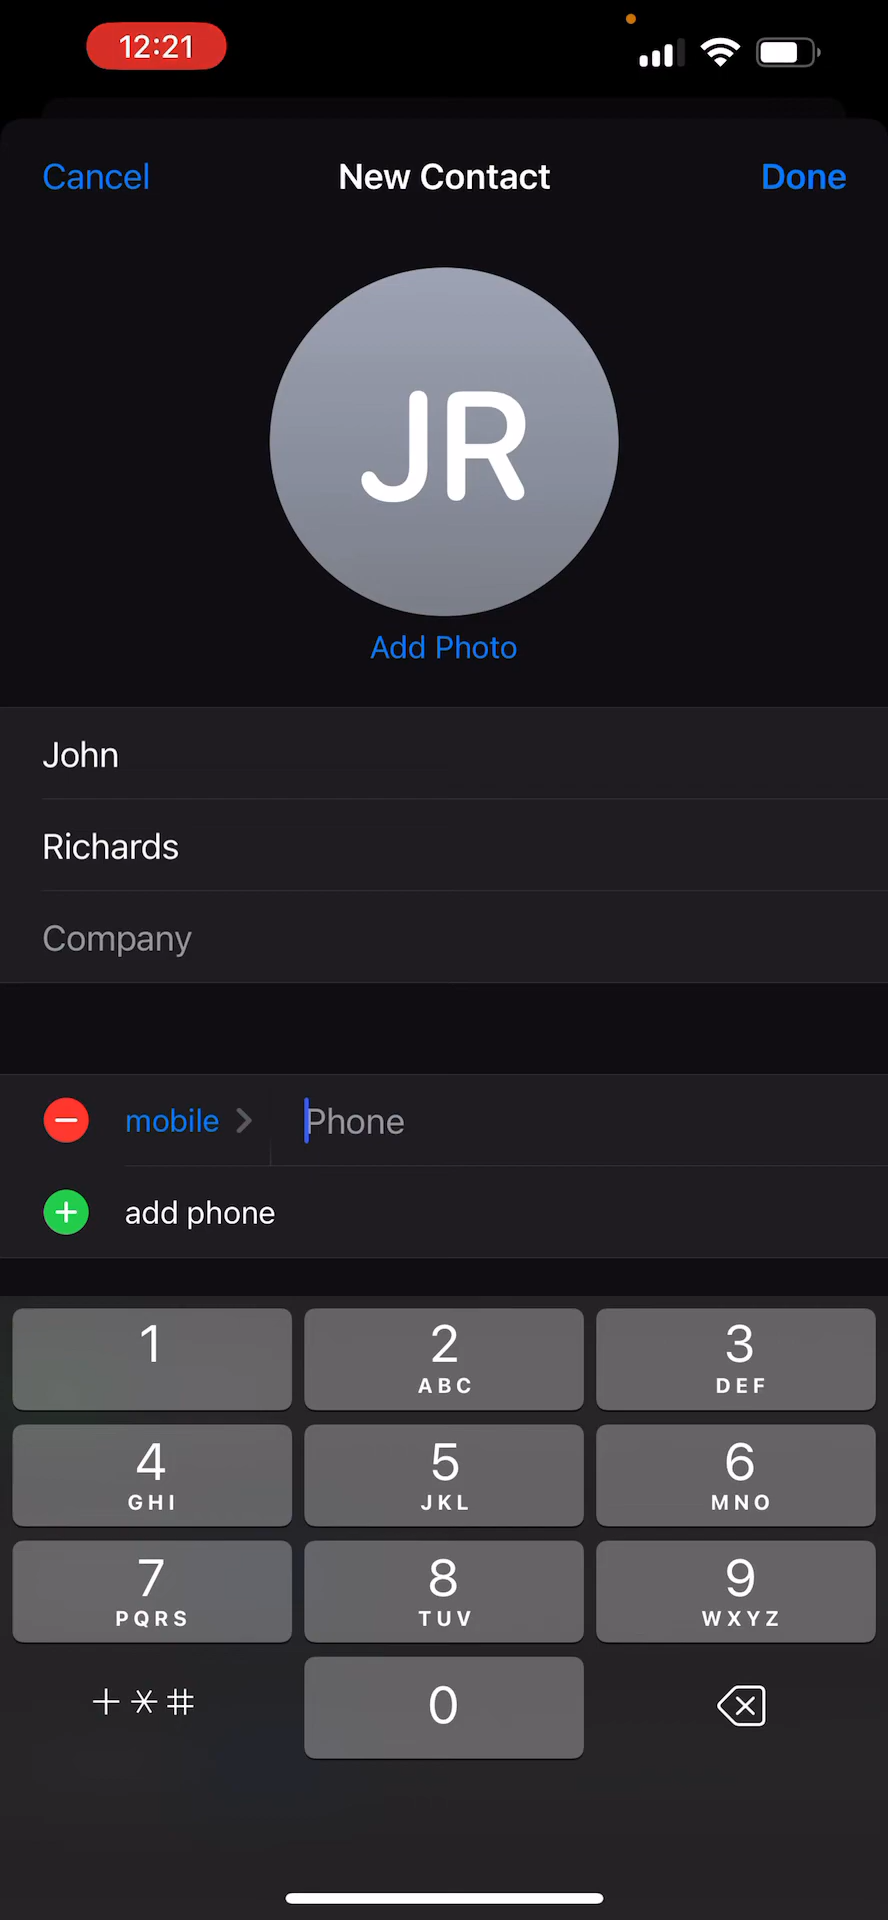 12:21
Cancel New Contact Done
JR
Add Photo
John
Richards
Company
mobile Phone
add phone
1 2 3
ABC DEF
4 5 6
GHI JKL MNO
7 8 9
PQRS TUV WXYZ
+*# 0